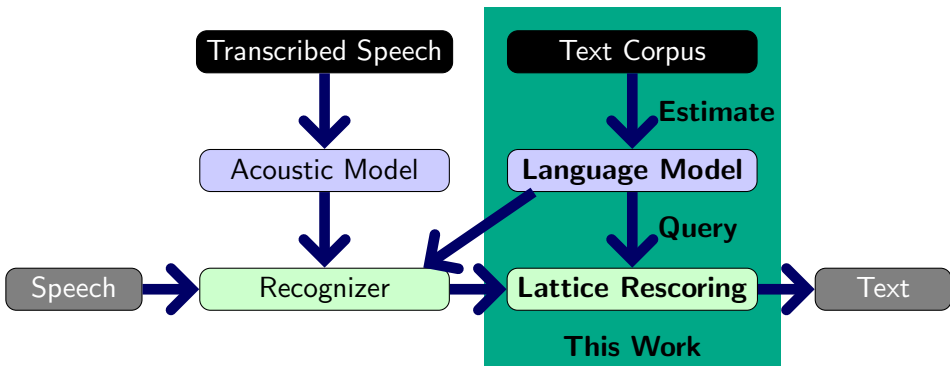 Transcribed Speech
Text Corpus
Estimate
Acoustic Model
Language Model
Query
Speech
Recognizer
Lattice Rescoring
Text
This Work